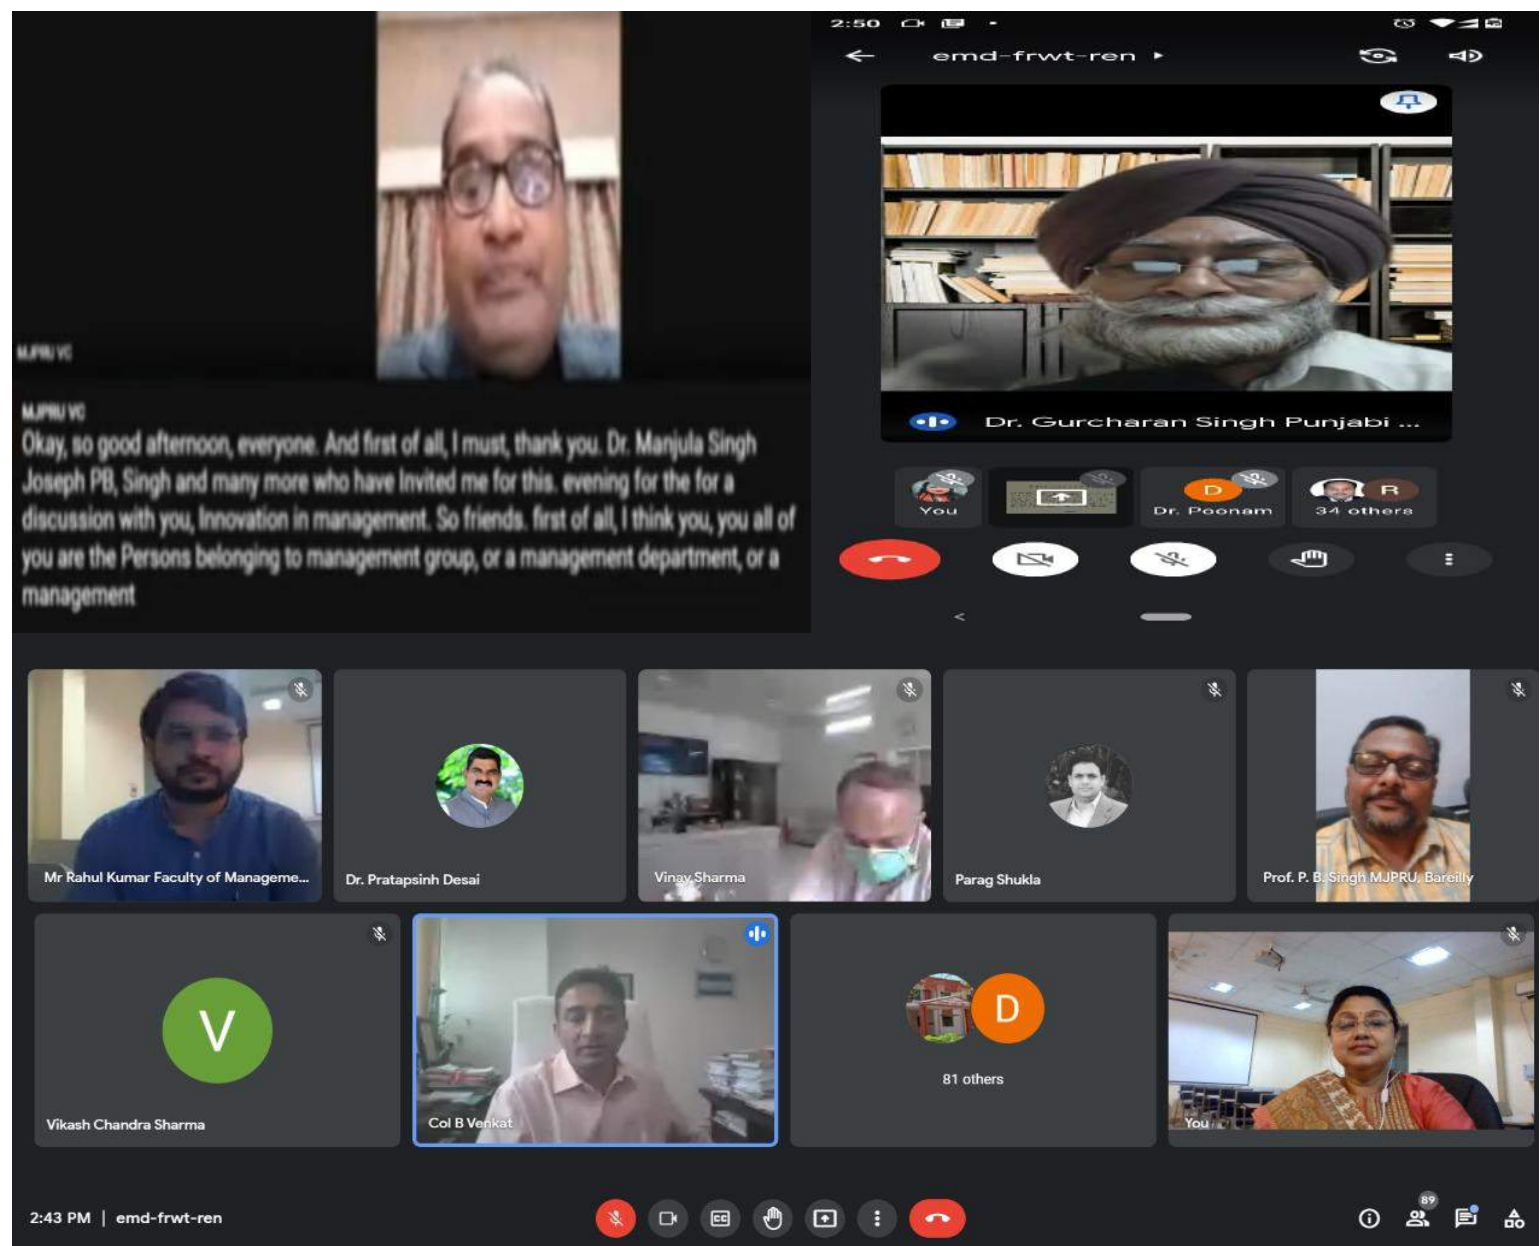 MJPRU VC
MJPRU VC
Okay, so good afternoon, everyone. And first of all, I must, thank you. Dr. Manjula Singh
Joseph PB, Singh and many more who have Invited me for this. evening for the for a
discussion with you, Innovation in management. So friends. first of all, I think you, you all of
you are the Persons belonging to management group, or a management department, or a
management
2:50
emd-frwt-ren
Dr. Gurcharan Singh Punjabi ...
D
R
You
Dr. Poonam
34 others
Mr Rahul Kumar Faculty of Manageme...
Dr. Pratapsinh Desai
Vinay Sharma
Parag Shukla
Prof. P. B. Singh MJPRU, Bareilly
V
Vikash Chandra Sharma
Col B Venkat
D
81 others
You
2:43 PM | emd-frwt-ren
CC
89